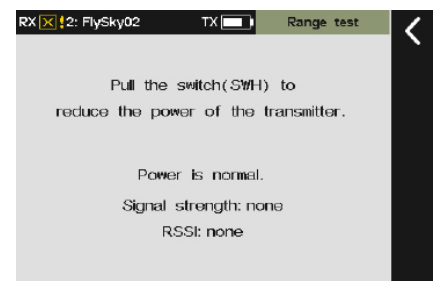 RX !2: FlySky02 TX Range test
Pull the switch(SWH) to
reduce the power of the transmitter.
Power is normal.
Signal strength: none
RSSI: none